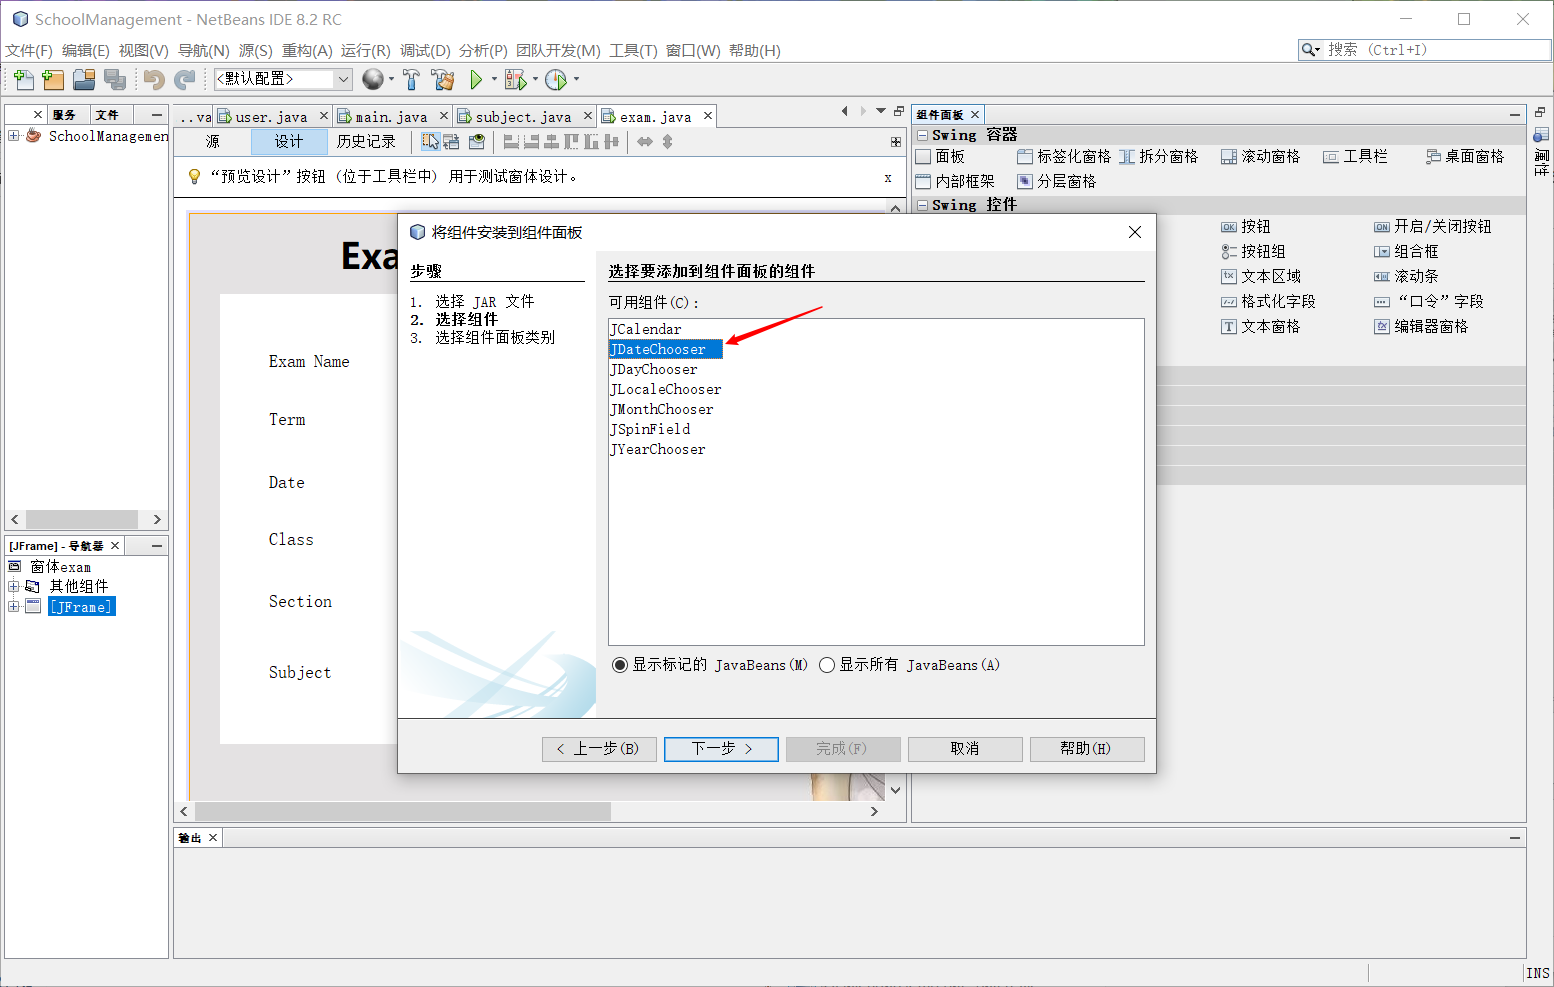 SchoolManagement - NetBeans IDE 8.2 RC
文件(F) 编辑(E) 视图(V) 导航(N) 源(S) 重构(A) 运行(R) 调试(D) 分析(P) 团队开发(M) 工具(T) 窗口(W) 帮助(H)
搜索 (Ctrl+I)
<默认配置>
服务 文件
SchoolManagemen
..va user.java main.java subject.java exam.java
源 设计 历史记录
“预览设计”按钮 (位于工具栏中) 用于测试窗体设计。 x
Exa
Exam Name
Term
Date
Class
Section
Subject
组件面板
Swing 容器
面板 标签化窗格 拆分窗格 滚动窗格 工具栏 桌面窗格
内部框架 分层窗格
Swing 控件
按钮 开启/关闭按钮
按钮组 组合框
文本区域 滚动条
格式化字段 “口令”字段
文本窗格 编辑器窗格
属性
将组件安装到组件面板
步骤
1. 选择 JAR 文件
2. 选择组件
3. 选择组件面板类别
选择要添加到组件面板的组件
可用组件(C):
JCalendar
JDateChooser
JDayChooser
JLocaleChooser
JMonthChooser
JSpinField
JYearChooser
显示标记的 JavaBeans(M) 显示所有 JavaBeans(A)
< 上一步(B) 下一步 > 完成(F) 取消 帮助(H)
[JFrame] - 导航器
窗体exam
其他组件
[JFrame]
输出
INS